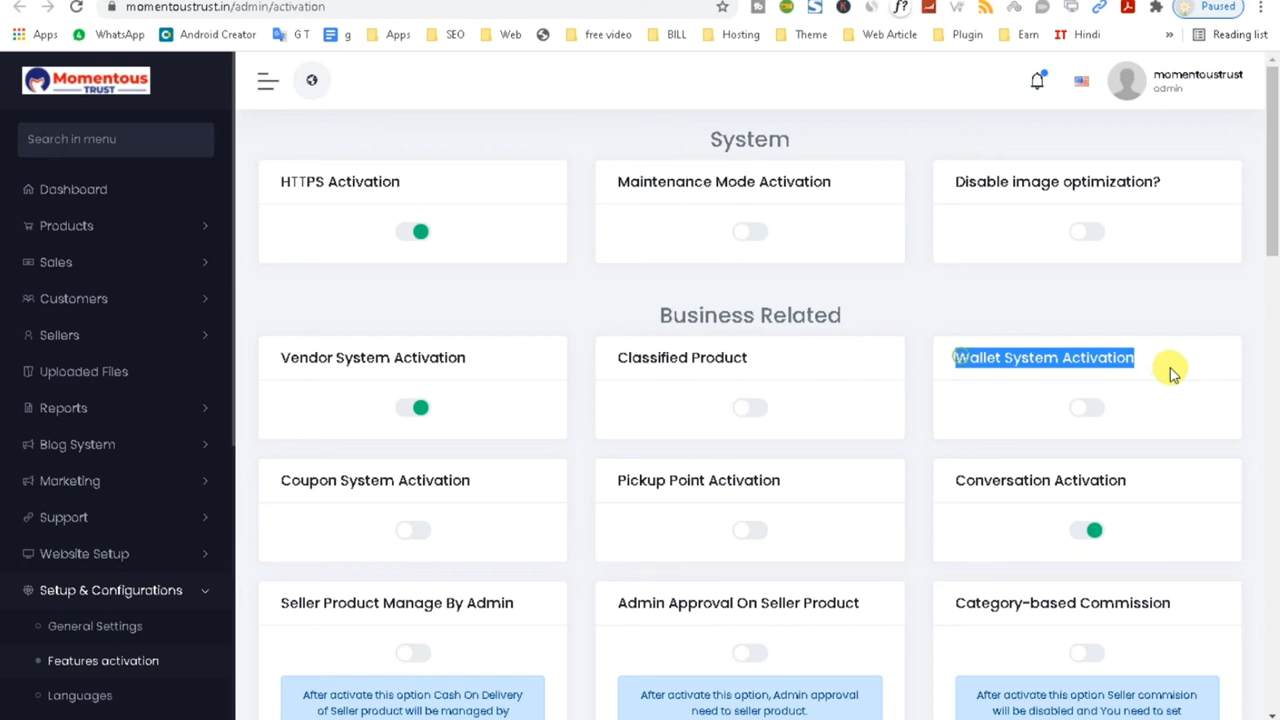 momentoustrust.in/admin/activation
Paused
Apps
WhatsApp
Android Creator
G T
g
Apps
SEO
Web
free video
BILL
Hosting
Theme
Web Article
Plugin
Earn
IT Hindi
»
Reading list
Momentous
TRUST
momentoustrust
admin
Search in menu
Dashboard
Products
Sales
Customers
Sellers
Uploaded Files
Reports
Blog System
Marketing
Support
Website Setup
Setup & Configurations
General Settings
Features activation
Languages
System
HTTPS Activation
Maintenance Mode Activation
Disable image optimization?
Business Related
Vendor System Activation
Classified Product
Wallet System Activation
Coupon System Activation
Pickup Point Activation
Conversation Activation
Seller Product Manage By Admin
Admin Approval On Seller Product
Category-based Commission
After activate this option Cash On Delivery
of Seller product will be managed by
After activate this option, Admin approval
need to seller product.
After activate this option Seller commision
will be disabled and You need to set